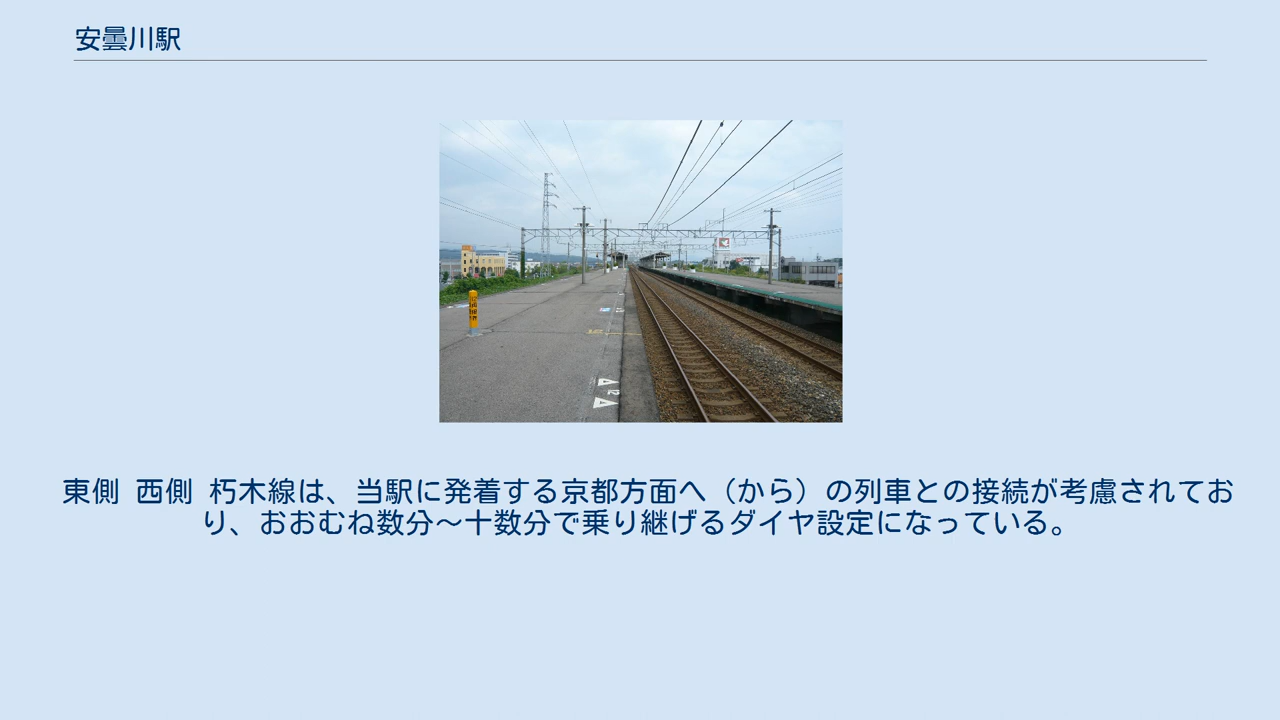 安曇川駅
東側 西側 朽木線は、当駅に発着する京都方面へ（から）の列車との接続が考慮されてお
り、おおむね数分〜十数分で乗り継げるダイヤ設定になっている。